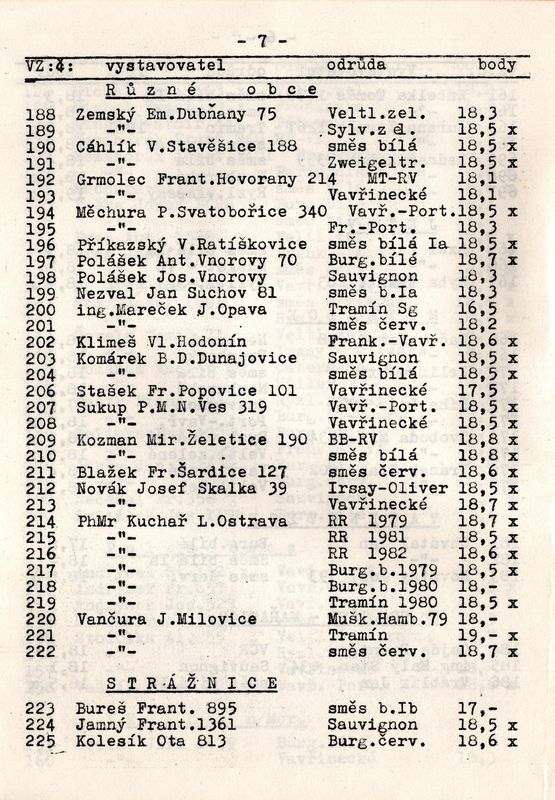 - 7 -
VZ:č: vystavovatel odrůda body
Různé obce
188 Zemský Em.Dubňany 75 Veltl.zel. 18,3
189 -"- Sylv.zel. 18,5 x
190 Cáhlík V.Stavěšice 188 směs bílá 18,5 x
191 -"- Zweigeltr 18,5 x
192 Grmolec Frant.Hovorany 214 MT-RV 18,1
193 -"- Vavřinecké 18,1
194 Měchura P.Svatobořice 340 Vavř.-Port.18,5 x
195 -"- Fr.-Port. 18,3
196 Příkazský V.Ratíškovice směs bílá Ia 18,5 x
197 Polášek Ant.Vnorovy 70 Burg.bílé 18,7 x
198 Polášek Jos.Vnorovy Sauvignon 18,3
199 Nezval Jan Suchov 81 směs b.Ia 18,3
200 ing.Mareček J.Opava Tramín Sg 16,5
201 -"- směs červ. 18,2
202 Klimeš Vl.Hodonín Frank.-Vavř. 18,6 x
203 Komárek B.D.Dunajovice Sauvignon 18,5 x
204 -"- směs bílá 18,5 x
206 Stašek Fr.Popovice 101 Vavřinecké 17,5
207 Sukup P.M.N.Ves 319 Vavř.-Port. 18,5 x
208 -"- Vavřinecké 18,5 x
209 Kozman Mir.Želetice 190 BB-RV 18,8 x
210 -"- směs bílá 18,8 x
211 Blažek Fr.Šardice 127 směs červ. 18,6 x
212 Novák Josef Skalka 39 Irsay-Oliver 18,5 x
213 -"- Vavřinecké 18,7 x
214 PhMr Kuchař L.Ostrava RR 1979 18,7 x
215 -"- RR 1981 18,5 x
216 -"- RR 1982 18,6 x
217 -"- Burg.b.1979 18,5 x
218 -"- Burg.b.1980 18,-
219 -"- Tramín 1980 18,5 x
220 Vančura J.Milovice Mušk.Hamb.79 18,-
221 -"- Tramín 19,- x
222 -"- směs červ. 18,7 x
STRÁŽNICE
223 Bureš Frant. 895 směs b.Ib 17,-
224 Jamný Frant.1361 Sauvignon 18,5 x
225 Kolesík Ota 813 Burg.červ. 18,6 x